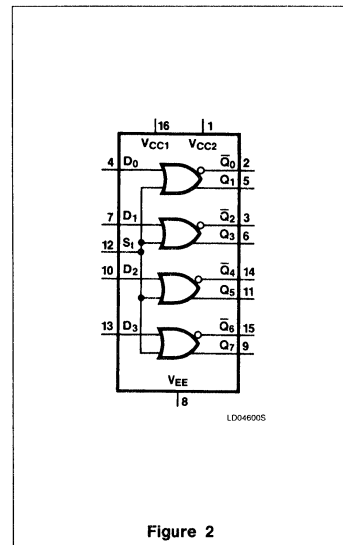 16 1
VCC1 VCC2
4 D0 Q̅0 2
Q1 5
7 D1 Q̅2 3
Q3 6
12 S1
10 D2 Q̅4 14
Q5 11
13 D3 Q̅6 15
Q7 9
VEE
8
LD04600S
Figure 2